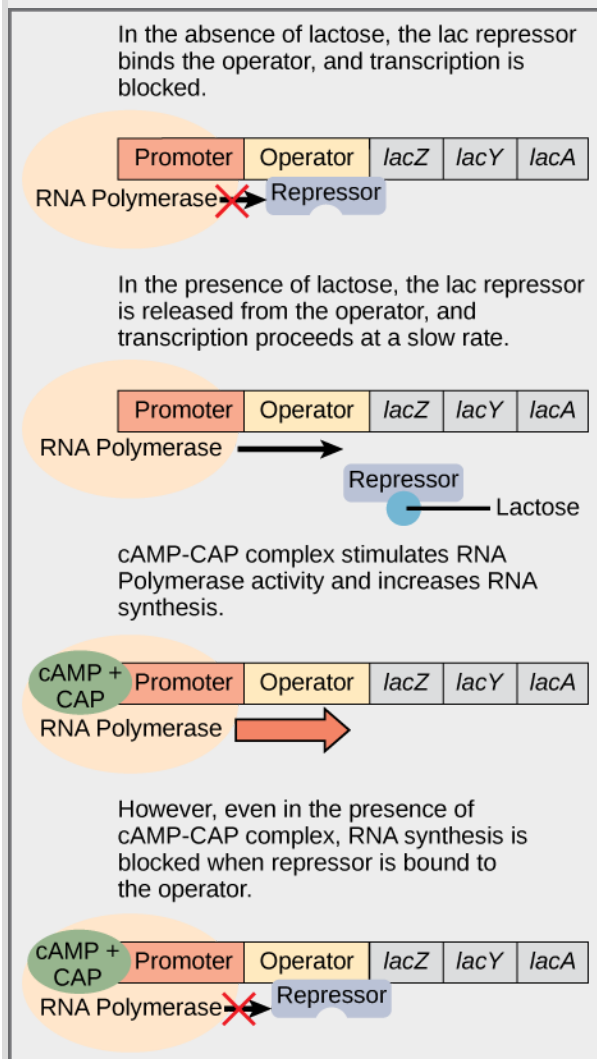 In the absence of lactose, the lac repressor
binds the operator, and transcription is
blocked.
Promoter Operator lacZ lacY lacA
RNA Polymerase Repressor
In the presence of lactose, the lac repressor
is released from the operator, and
transcription proceeds at a slow rate.
Promoter Operator lacZ lacY lacA
RNA Polymerase
Repressor
Lactose
cAMP-CAP complex stimulates RNA
Polymerase activity and increases RNA
synthesis.
cAMP +
CAP
Promoter Operator lacZ lacY lacA
RNA Polymerase
However, even in the presence of
cAMP-CAP complex, RNA synthesis is
blocked when repressor is bound to
the operator.
cAMP +
CAP
Promoter Operator lacZ lacY lacA
RNA Polymerase Repressor